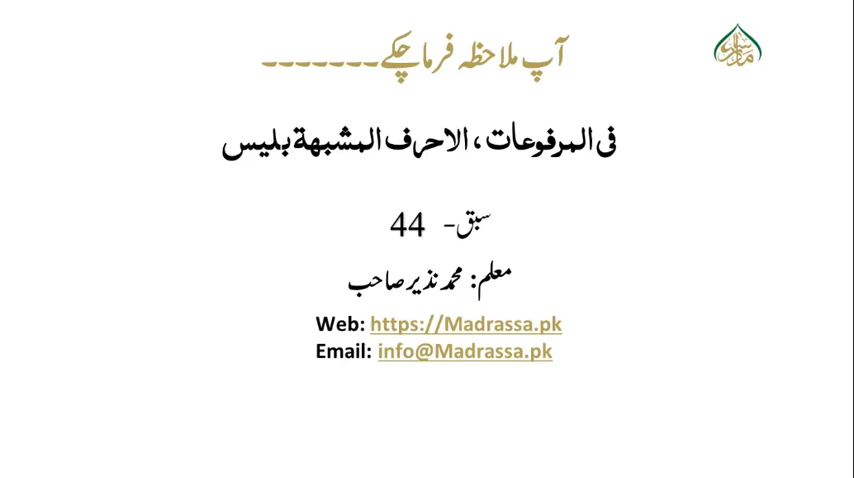 آپ ملاحظہ فرما چکے-------
فی المرفوعات، الاحرف المشبهة بليس
سبق- 44
معلم: محمد نذیر صاحب
Web: https://Madrassa.pk
Email: info@Madrassa.pk